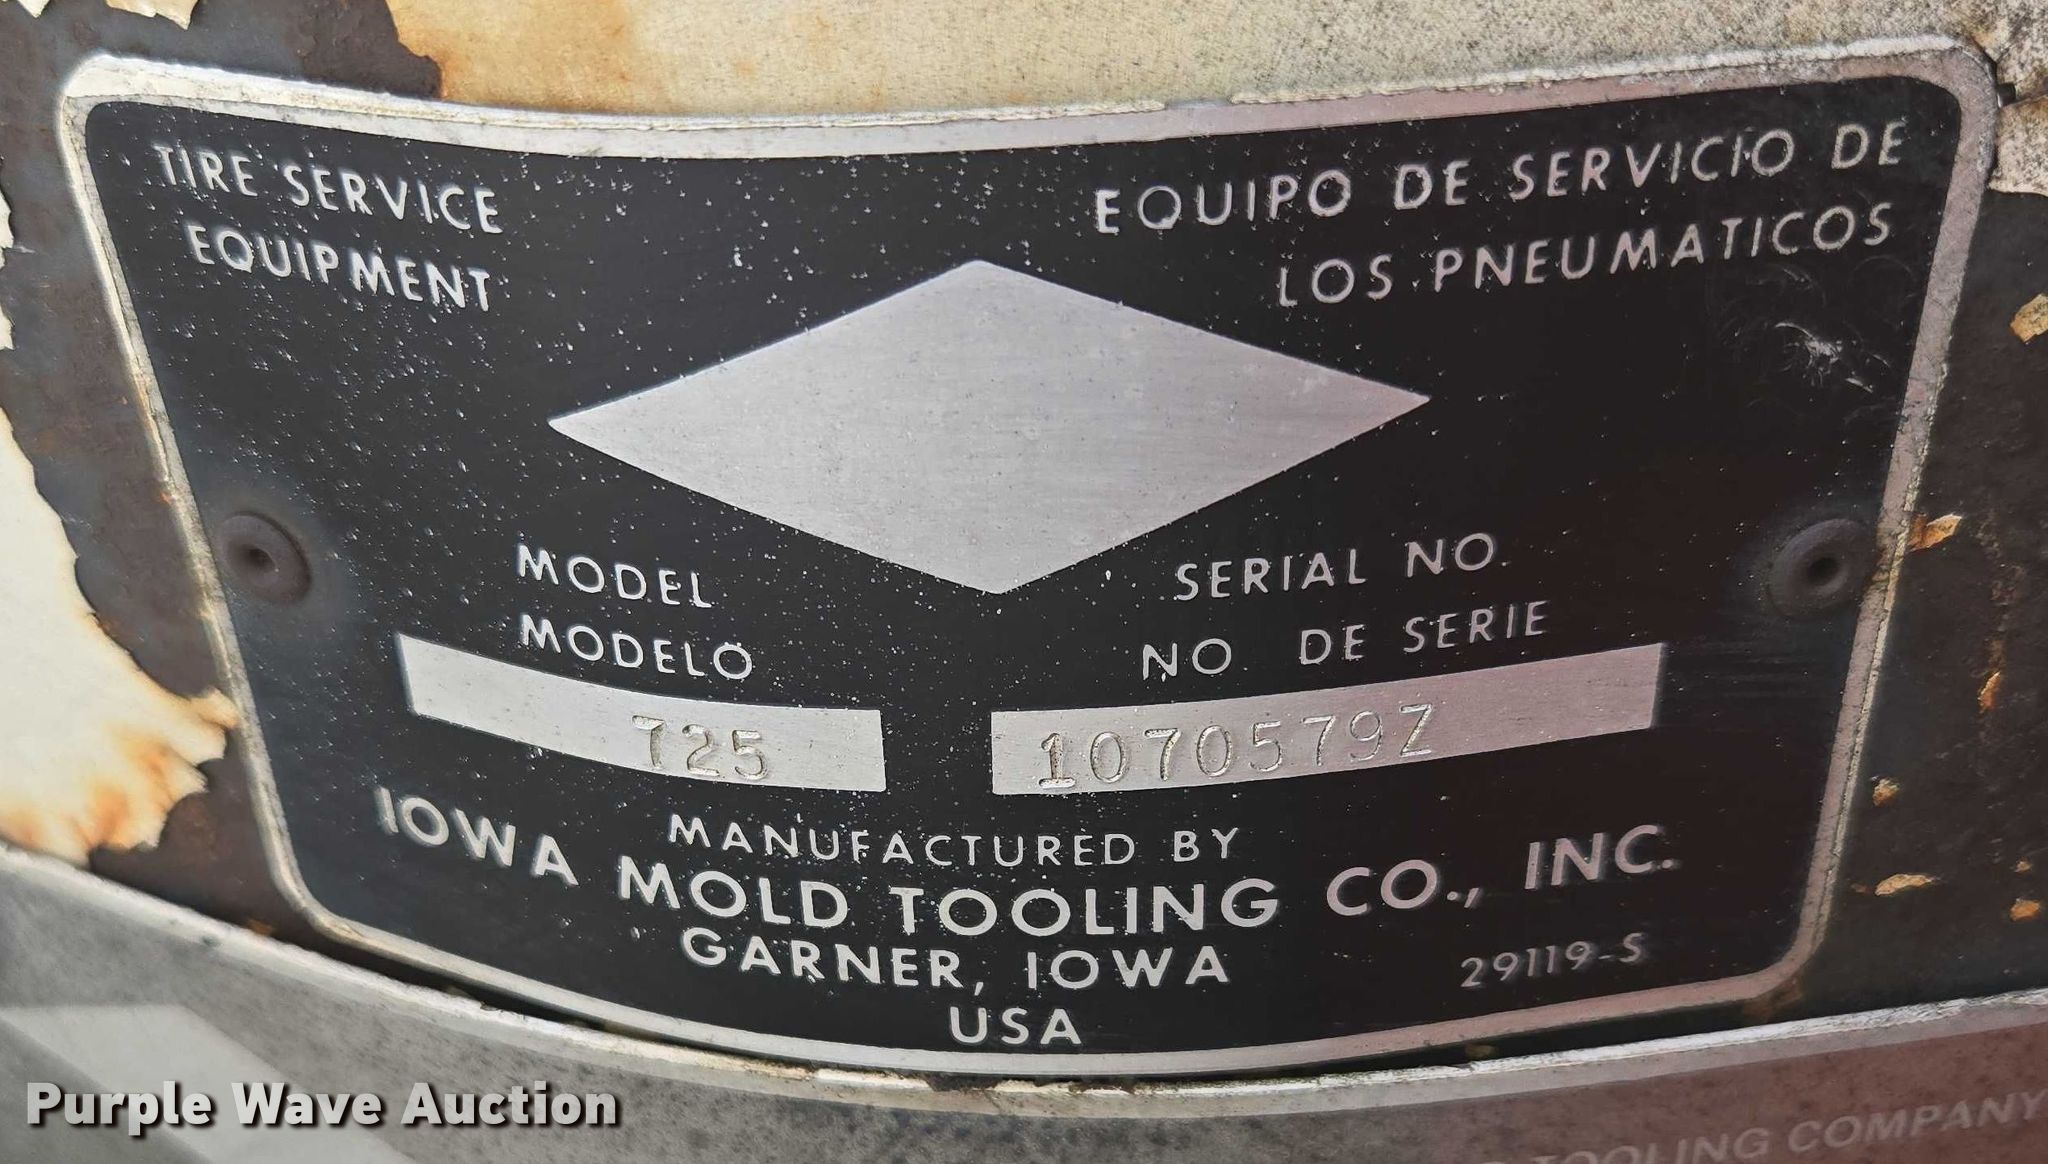 TIRE SERVICE
EQUIPMENT
EQUIPO DE SERVICIO DE
LOS PNEUMATICOS
MODEL
MODELO
725
SERIAL NO.
NO. DE SERIE
1070579Z
MANUFACTURED BY
IOWA MOLD TOOLING CO., INC.
GARNER, IOWA
USA
29119-S
TOOLING COMPANY
Purple Wave Auction